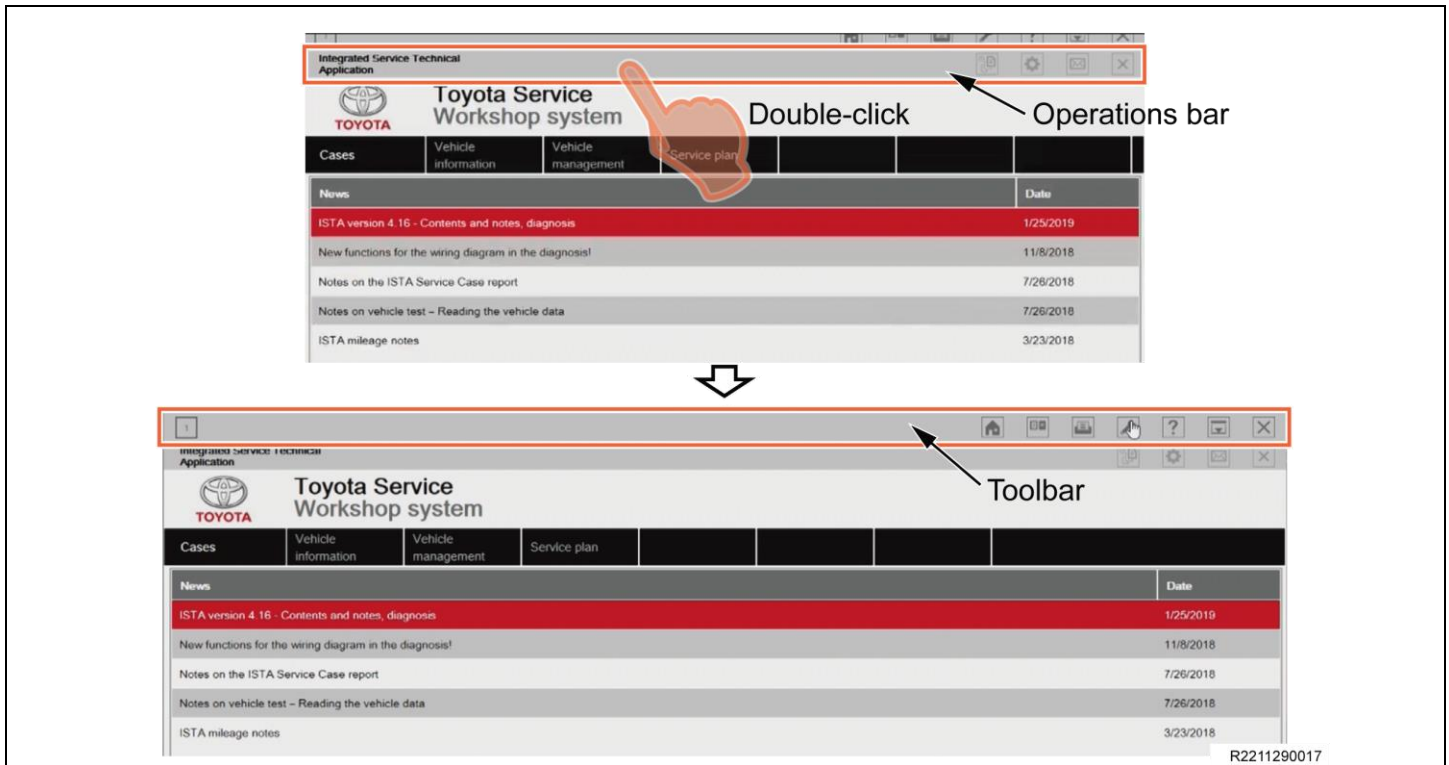 1 ?
Integrated Service Technical
Application
TOYOTA
Toyota Service
Workshop system
Double-click
Operations bar
Cases Vehicle information Vehicle management Service plan
News Date
ISTA version 4.16 - Contents and notes, diagnosis 1/25/2019
New functions for the wiring diagram in the diagnosis! 11/8/2018
Notes on the ISTA Service Case report 7/26/2018
Notes on vehicle test – Reading the vehicle data 7/26/2018
ISTA mileage notes 3/23/2018
1 ?
Integrated Service Technical
Application
Toolbar
TOYOTA
Toyota Service
Workshop system
Cases Vehicle information Vehicle management Service plan
News Date
ISTA version 4.16 - Contents and notes, diagnosis 1/25/2019
New functions for the wiring diagram in the diagnosis! 11/8/2018
Notes on the ISTA Service Case report 7/26/2018
Notes on vehicle test – Reading the vehicle data 7/26/2018
ISTA mileage notes 3/23/2018
R2211290017